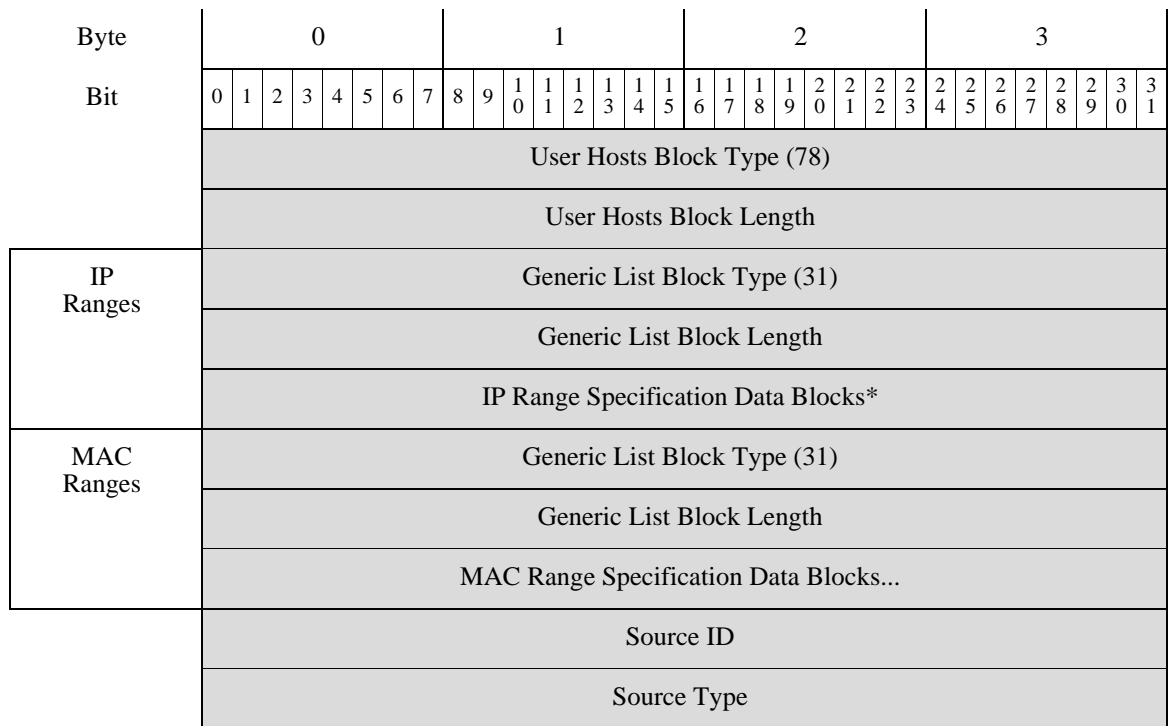 Byte 0 1 2 3
Bit 0 1 2 3 4 5 6 7 8 9 10 11 12 13 14 15 16 17 18 19 20 21 22 23 24 25 26 27 28 29 30 31
User Hosts Block Type (78)
User Hosts Block Length
IP
Ranges
Generic List Block Type (31)
Generic List Block Length
IP Range Specification Data Blocks*
MAC
Ranges
Generic List Block Type (31)
Generic List Block Length
MAC Range Specification Data Blocks...
Source ID
Source Type